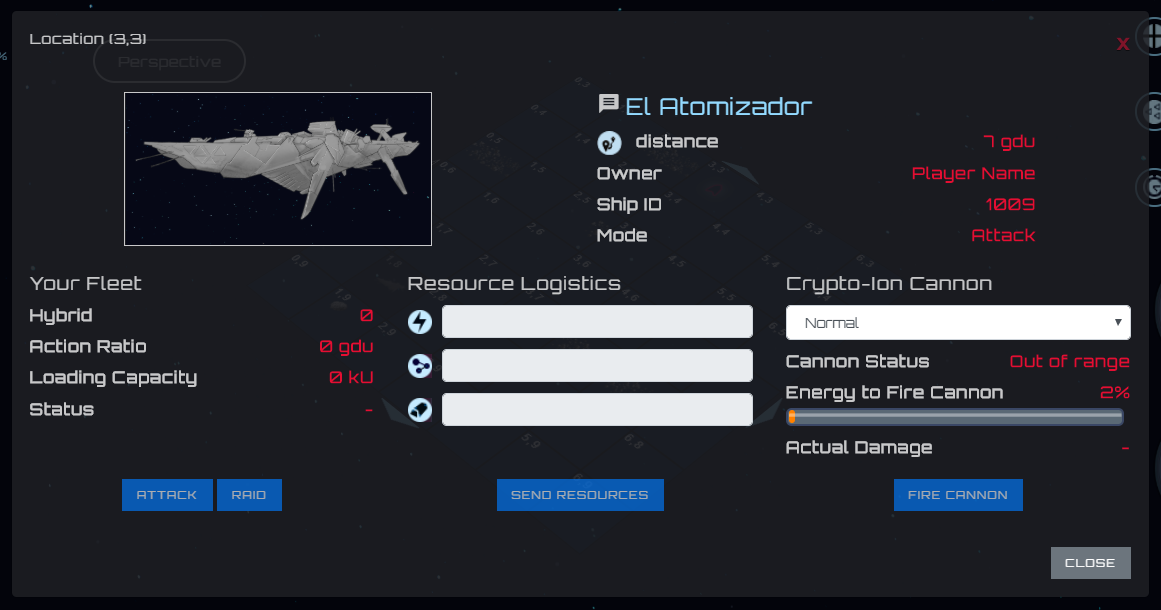 Location (3,3)
X
Perspective
El Atomizador
distance 7 gdu
Owner Player Name
Ship ID 1009
Mode Attack
Your Fleet
Hybrid 0
Action Ratio 0 gdu
Loading Capacity 0 kU
Status -
ATTACK RAID
Resource Logistics
SEND RESOURCES
Crypto-Ion Cannon
Normal
Cannon Status Out of range
Energy to Fire Cannon 2%
Actual Damage -
FIRE CANNON
CLOSE